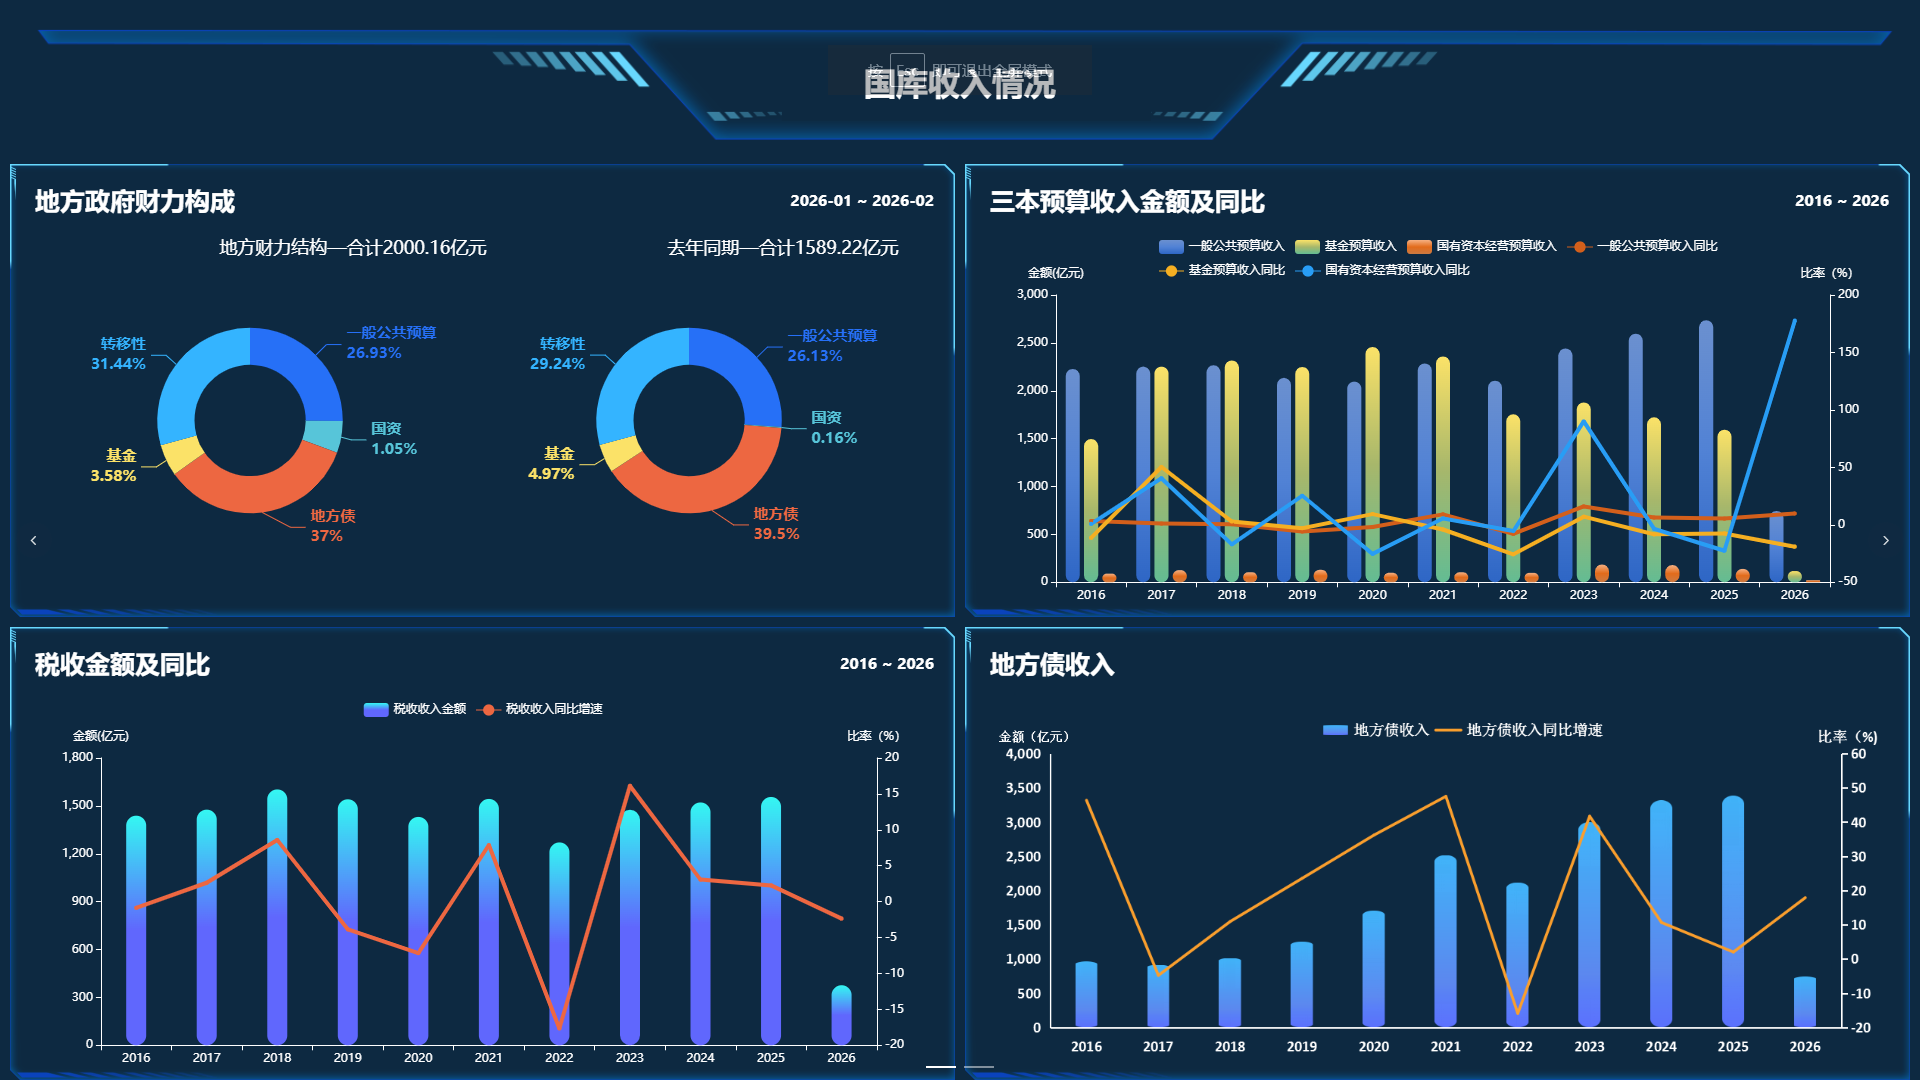 国库收入情况
按 Esc 即可退出全屏模式
地方政府财力构成
2026-01 ~ 2026-02
地方财力结构—合计2000.16亿元
去年同期—合计1589.22亿元
转移性
31.44%
一般公共预算
26.93%
国资
1.05%
基金
3.58%
地方债
37%
转移性
29.24%
一般公共预算
26.13%
国资
0.16%
基金
4.97%
地方债
39.5%
三本预算收入金额及同比
2016 ~ 2026
一般公共预算收入 基金预算收入 国有资本经营预算收入 一般公共预算收入同比
基金预算收入同比 国有资本经营预算收入同比
金额(亿元)
比率（%）
3,000
2,500
2,000
1,500
1,000
500
0
200
150
100
50
0
-50
2016 2017 2018 2019 2020 2021 2022 2023 2024 2025 2026
税收金额及同比
2016 ~ 2026
税收收入金额 税收收入同比增速
金额(亿元)
比率（%）
1,800
1,500
1,200
900
600
300
0
20
15
10
5
0
-5
-10
-15
-20
2016 2017 2018 2019 2020 2021 2022 2023 2024 2025 2026
地方债收入
地方债收入 地方债收入同比增速
金额（亿元）
比率（%）
4,000
3,500
3,000
2,500
2,000
1,500
1,000
500
0
60
50
40
30
20
10
0
-10
-20
2016 2017 2018 2019 2020 2021 2022 2023 2024 2025 2026